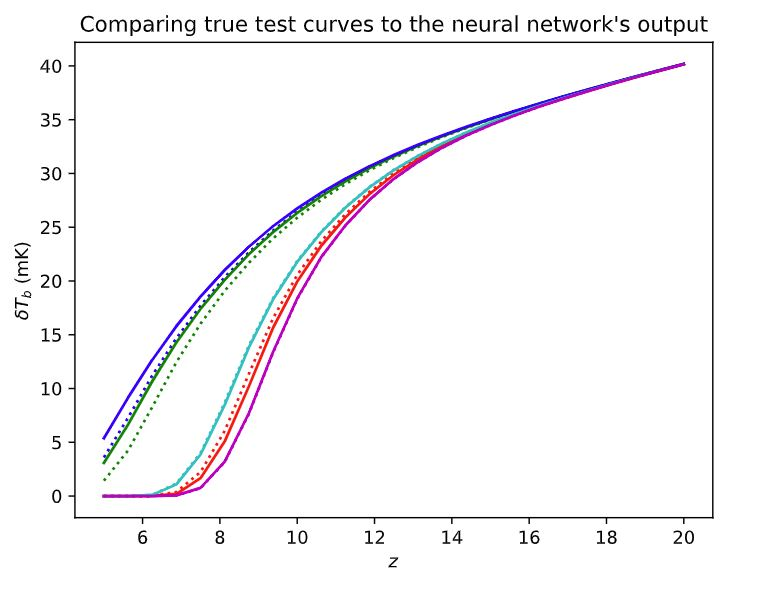 Comparing true test curves to the neural network's output
40
35
30
25
20
15
10
5
0
δT_b (mK)
6 8 10 12 14 16 18 20
z